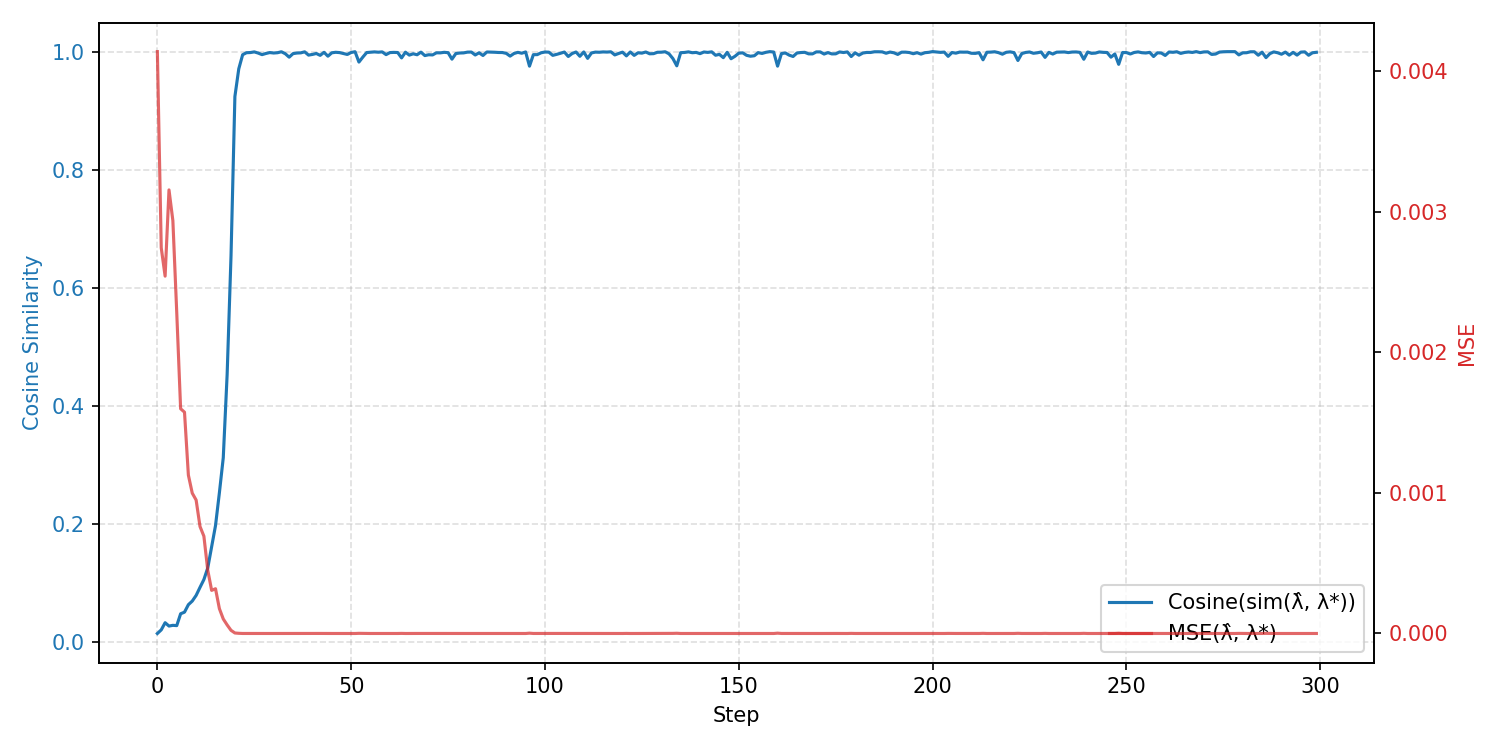 1.0
0.8
0.6
0.4
0.2
0.0
Cosine Similarity
0.004
0.003
0.002
0.001
0.000
MSE
Cosine(sim(λ̂, λ*))
MSE(λ̂, λ*)
0 50 100 150 200 250 300
Step